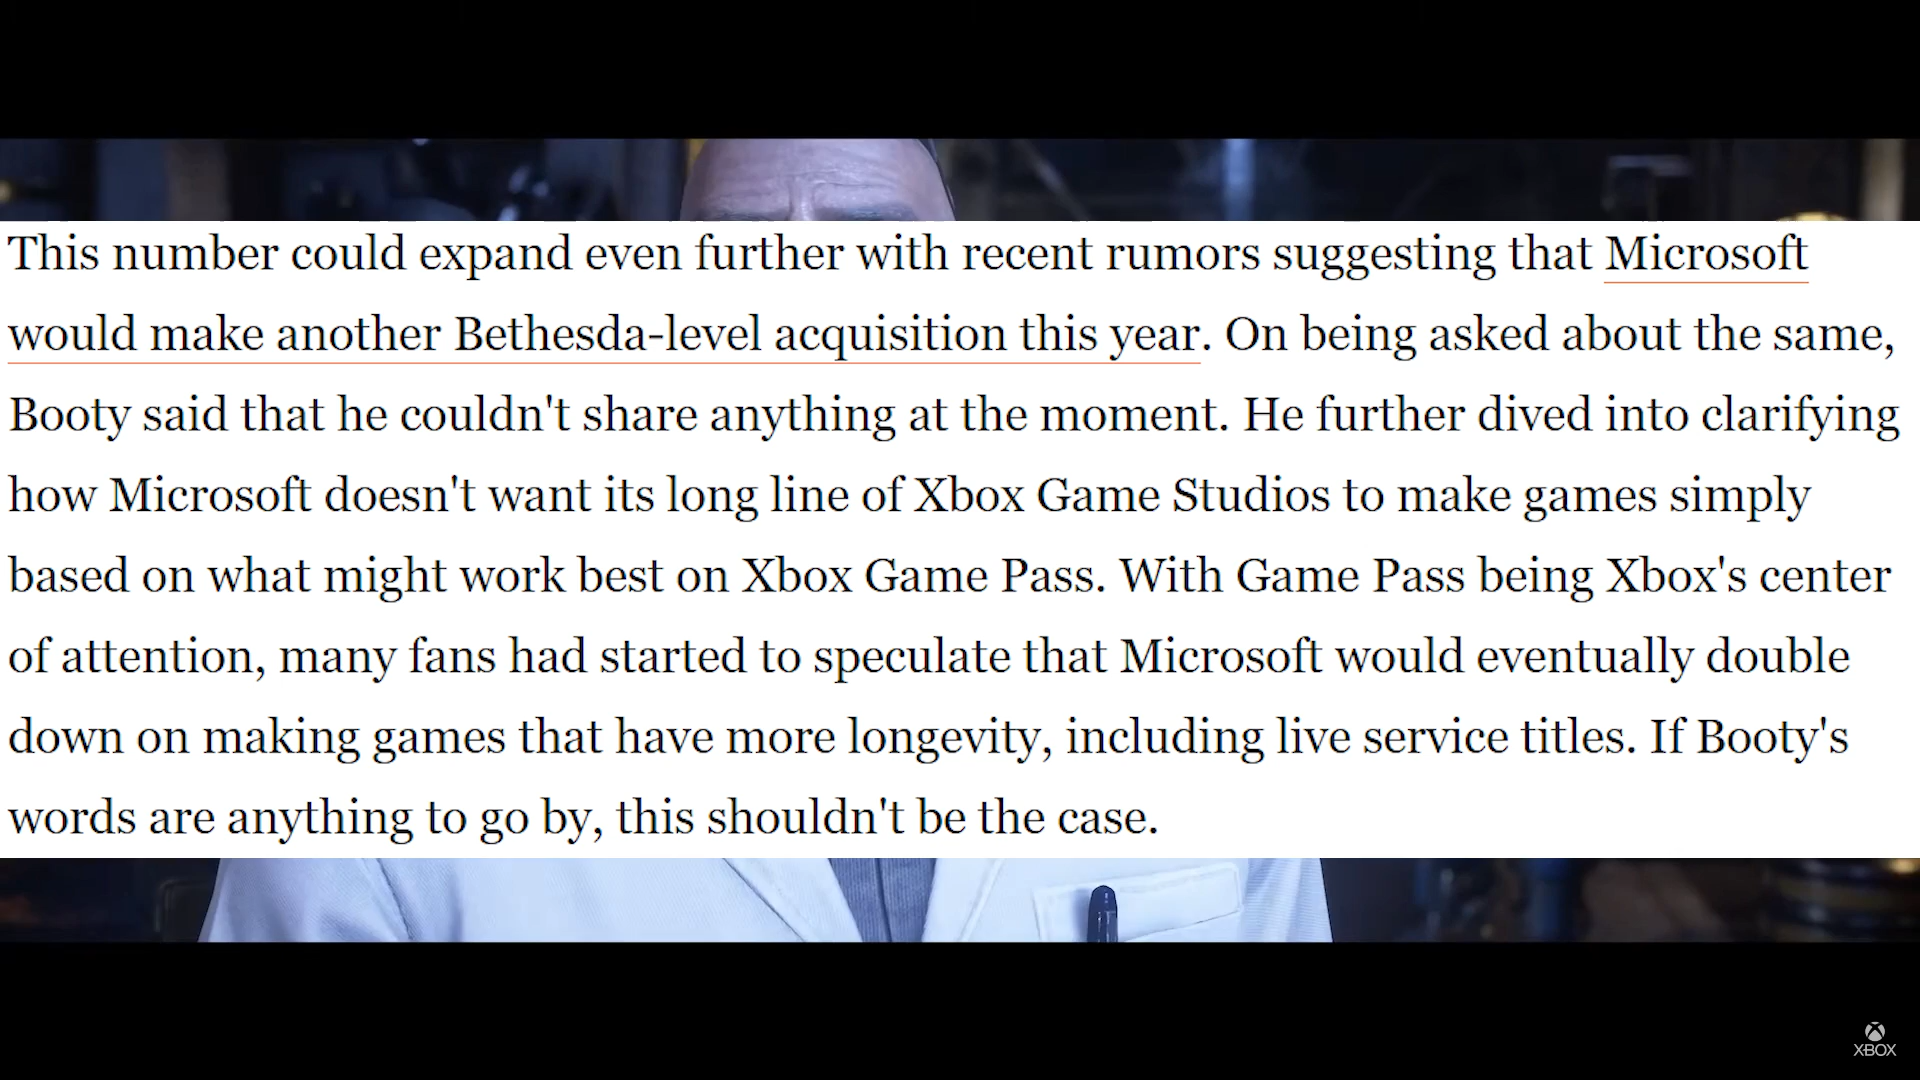 This number could expand even further with recent rumors suggesting that Microsoft
would make another Bethesda-level acquisition this year. On being asked about the same,
Booty said that he couldn't share anything at the moment. He further dived into clarifying
how Microsoft doesn't want its long line of Xbox Game Studios to make games simply
based on what might work best on Xbox Game Pass. With Game Pass being Xbox's center
of attention, many fans had started to speculate that Microsoft would eventually double
down on making games that have more longevity, including live service titles. If Booty's
words are anything to go by, this shouldn't be the case.
XBOX